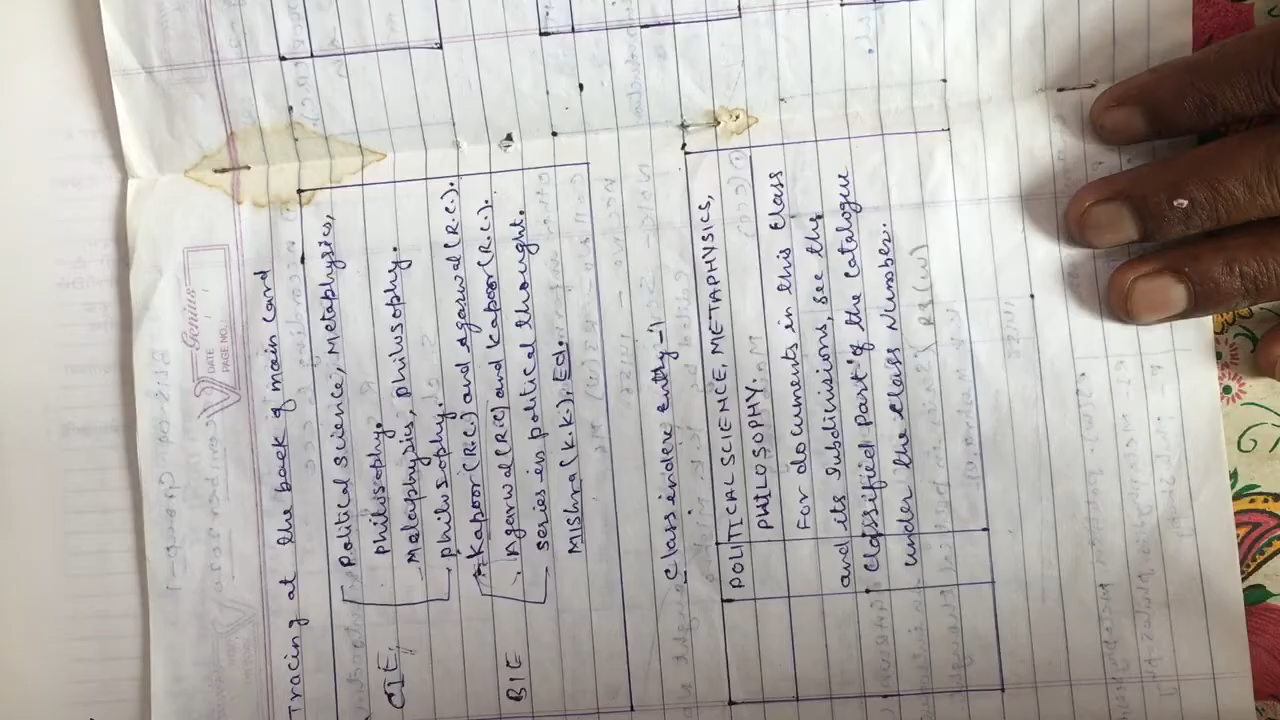 Genius
DATE
PAGE NO.
Tracing at the back of main card
Political science, Metaphysics,
philosophy.
CIE, Metaphysics, philosophy.
philosophy.
Kapoor (R.C.) and Agarwal (R.C.).
BIE Agarwal (R.C) and Kapoor (R.C.).
series in political thought.
Mishra (K.K.), Ed.
Class endere entry-1
POLITICAL SCIENCE, METAPHYSICS,
PHILOSOPHY.
For documents in this Class
and its Subdivisions, see the
Classified Part of the Catalogue
under the Class Number.